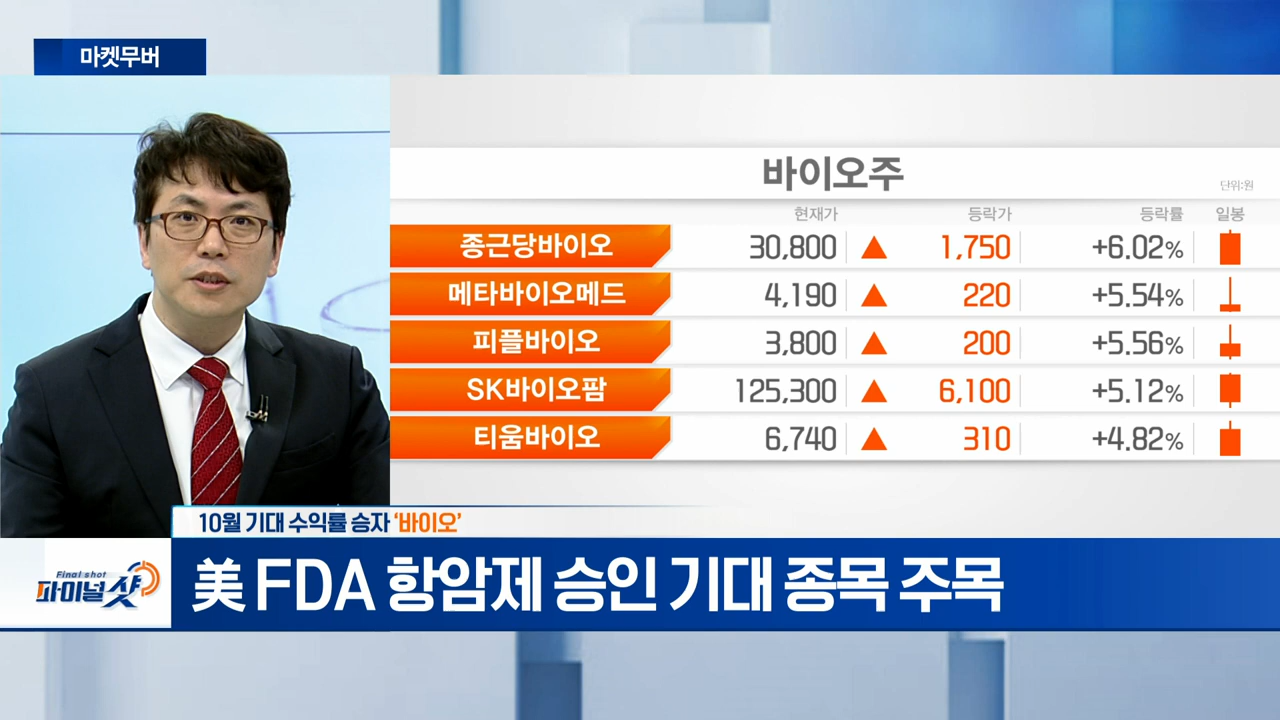 마켓무버
바이오주
단위:원
현재가 등락가 등락률 일봉
종근당바이오 30,800 ▲ 1,750 +6.02%
메타바이오메드 4,190 ▲ 220 +5.54%
피플바이오 3,800 ▲ 200 +5.56%
SK바이오팜 125,300 ▲ 6,100 +5.12%
티움바이오 6,740 ▲ 310 +4.82%
10월 기대 수익률 승자 ‘바이오’
Final shot
파이널샷
美 FDA 항암제 승인 기대 종목 주목